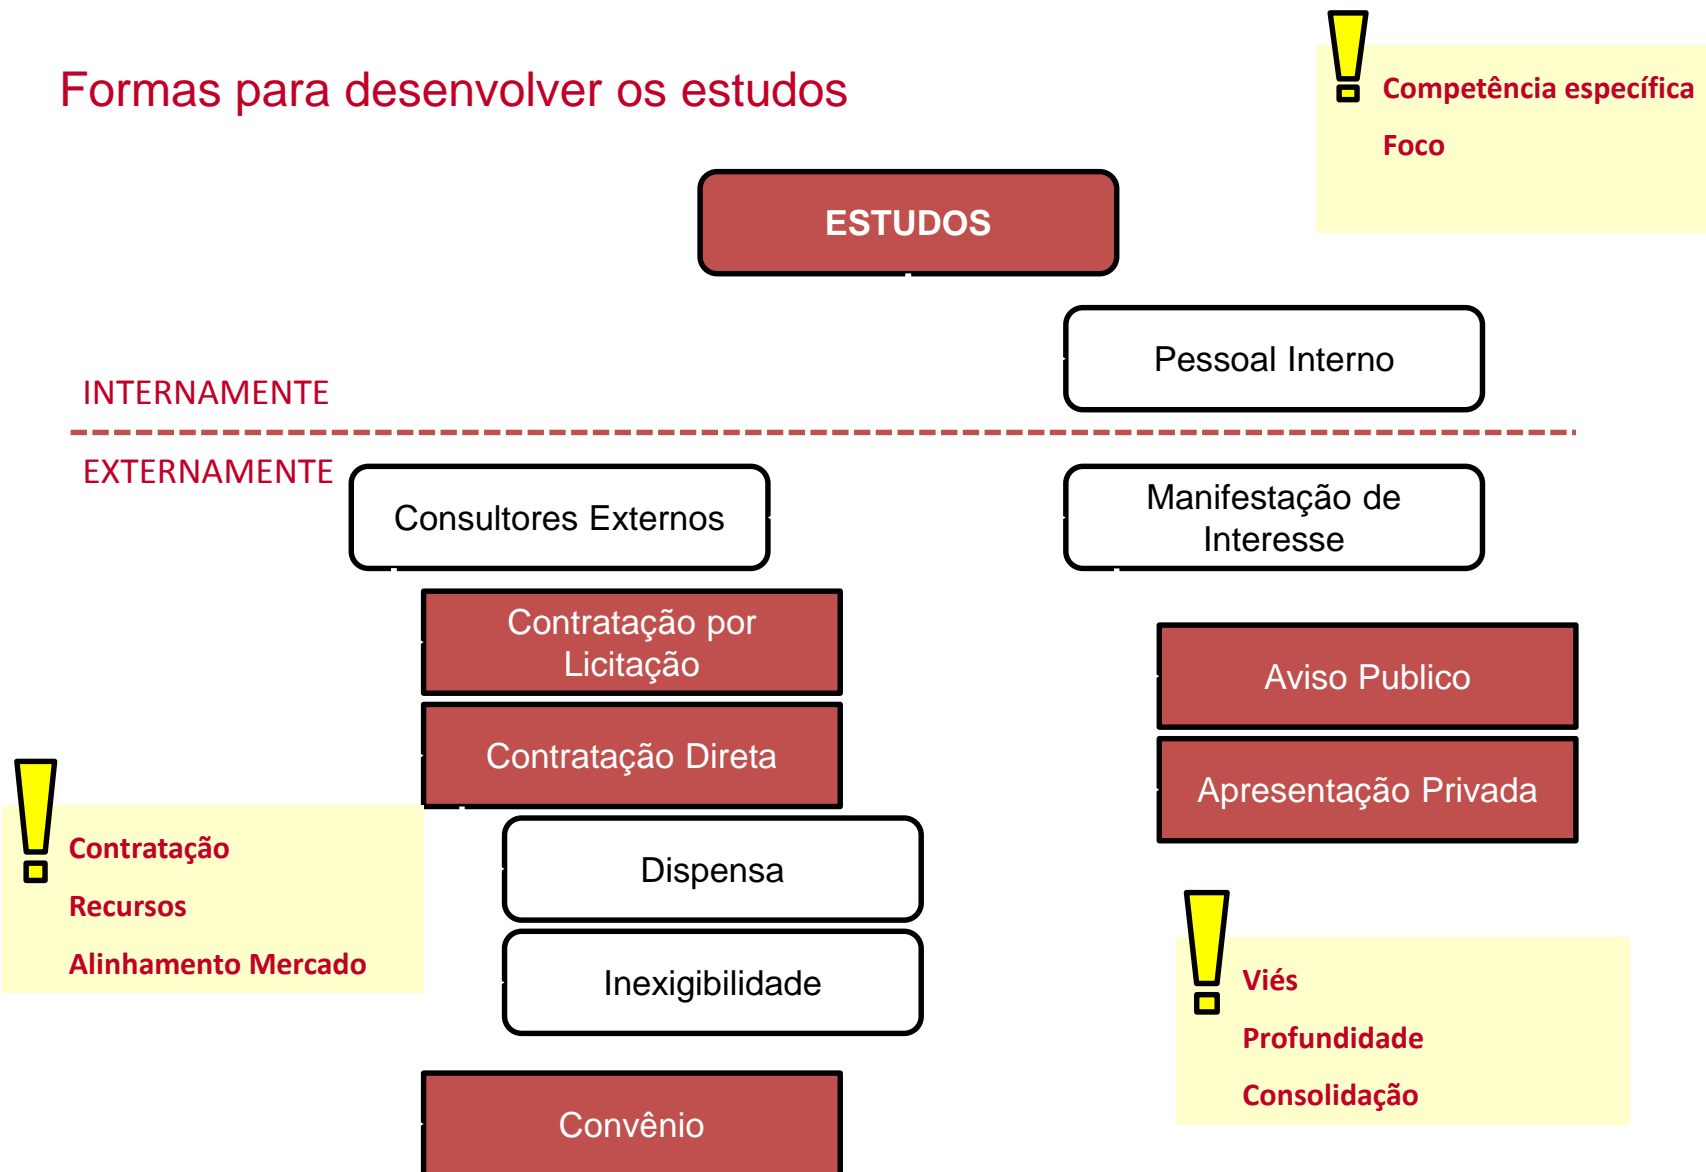 Formas para desenvolver os estudos
Competência específica
Foco
ESTUDOS
Pessoal Interno
INTERNAMENTE
EXTERNAMENTE
Consultores Externos
Manifestação de
Interesse
Contratação por
Licitação
Contratação Direta
Aviso Publico
Apresentação Privada
Contratação
Recursos
Alinhamento Mercado
Dispensa
Inexigibilidade
Viés
Profundidade
Consolidação
Convênio